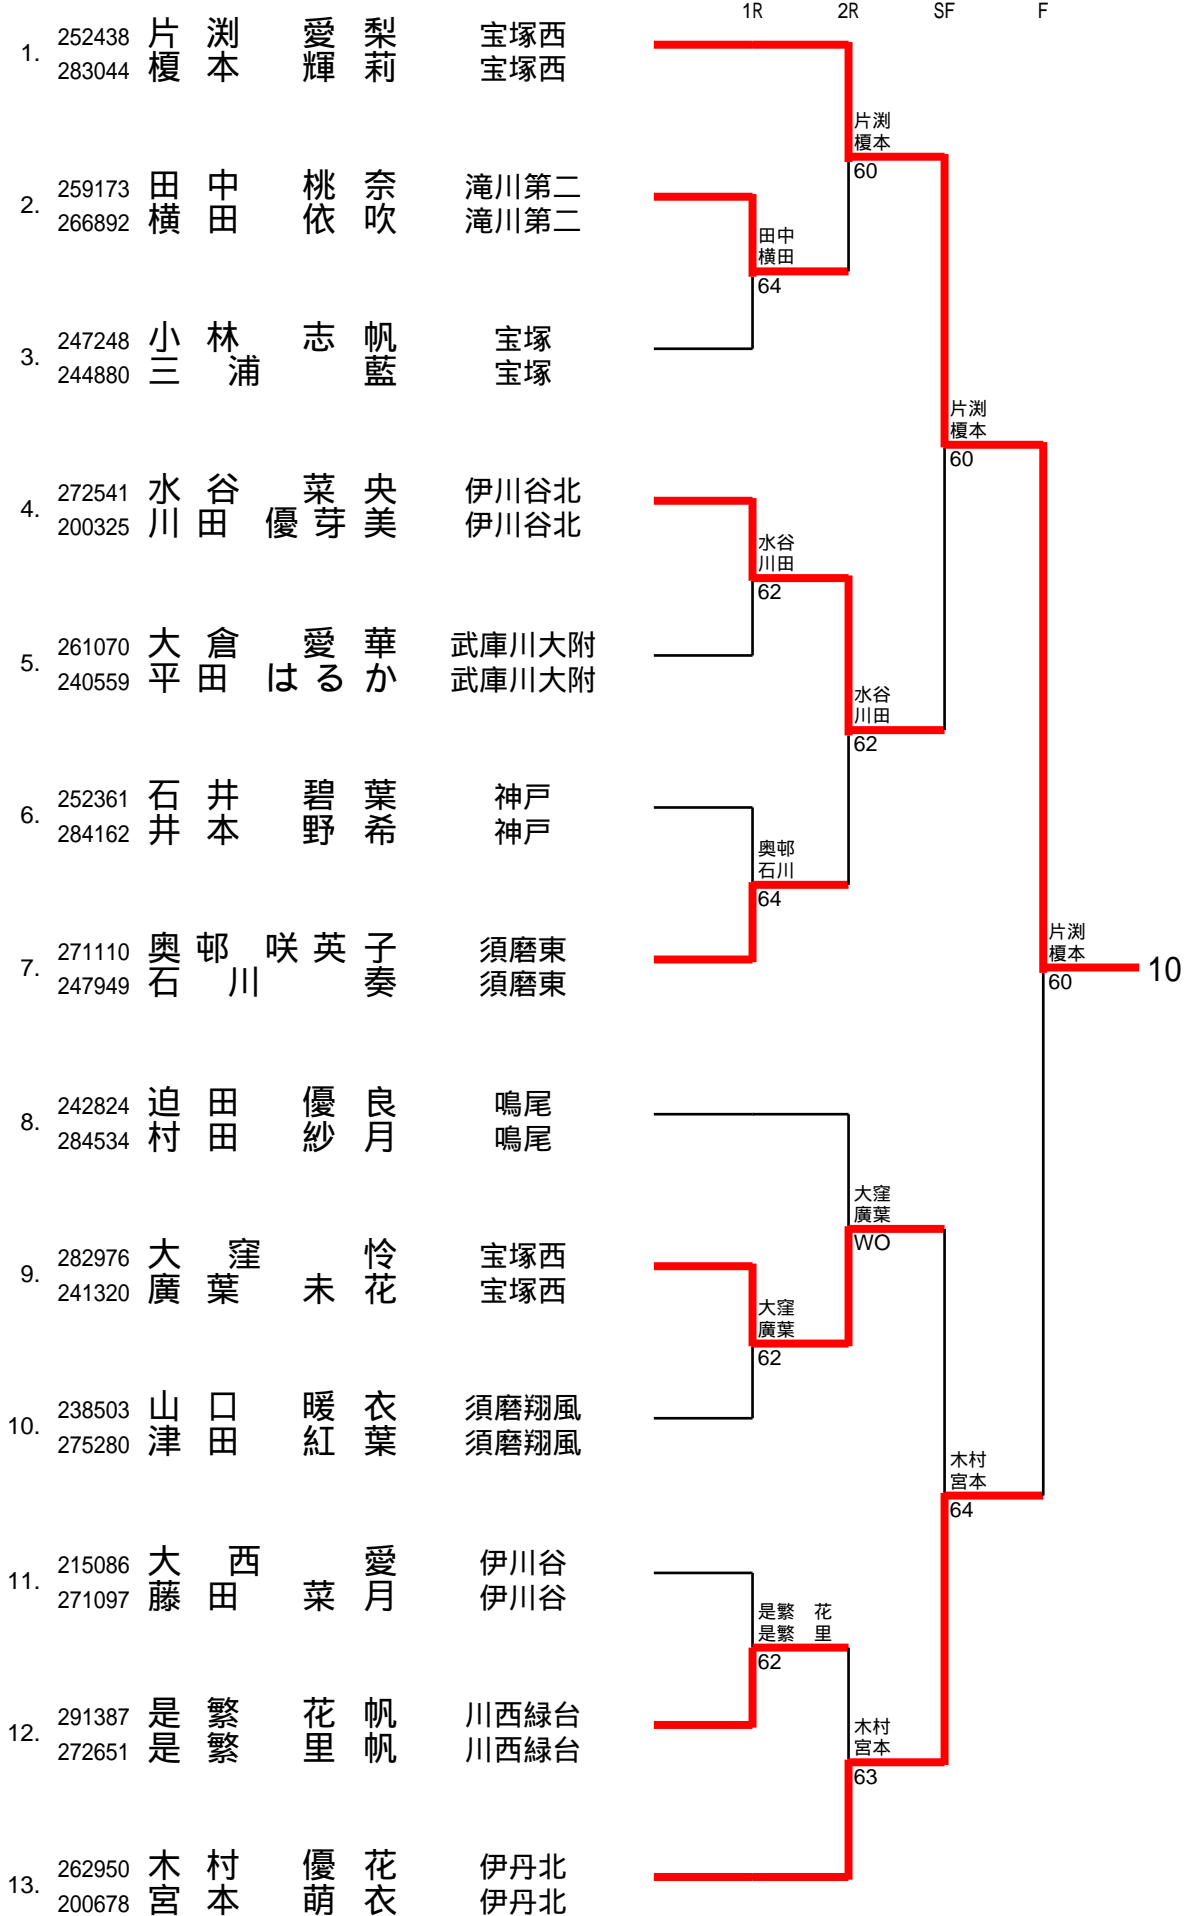 1R 2R SF F
1. 252438 片渕 愛梨 宝塚西
283044 榎本 輝莉 宝塚西
片渕
榎本
60
2. 259173 田中 桃奈 滝川第二
266892 横田 依吹 滝川第二
田中
横田
64
3. 247248 小林 志帆 宝塚
244880 三浦 藍 宝塚
片渕
榎本
60
4. 272541 水谷 菜央 伊川谷北
200325 川田 優芽美 伊川谷北
水谷
川田
62
5. 261070 大倉 愛華 武庫川大附
240559 平田 はるか 武庫川大附
水谷
川田
62
6. 252361 石井 碧葉 神戸
284162 井本 野希 神戸
奥邨
石川
64
7. 271110 奥邨 咲英子 須磨東
247949 石川 奏 須磨東
片渕
榎本
60
10
8. 242824 迫田 優良 鳴尾
284534 村田 紗月 鳴尾
大窪
廣葉
WO
9. 282976 大窪 怜 宝塚西
241320 廣葉 未花 宝塚西
大窪
廣葉
62
10. 238503 山口 暖衣 須磨翔風
275280 津田 紅葉 須磨翔風
木村
宮本
64
11. 215086 大西 愛 伊川谷
271097 藤田 菜月 伊川谷
是繁 花
是繁 里
62
12. 291387 是繁 花帆 川西緑台
272651 是繁 里帆 川西緑台
木村
宮本
63
13. 262950 木村 優花 伊丹北
200678 宮本 萌衣 伊丹北